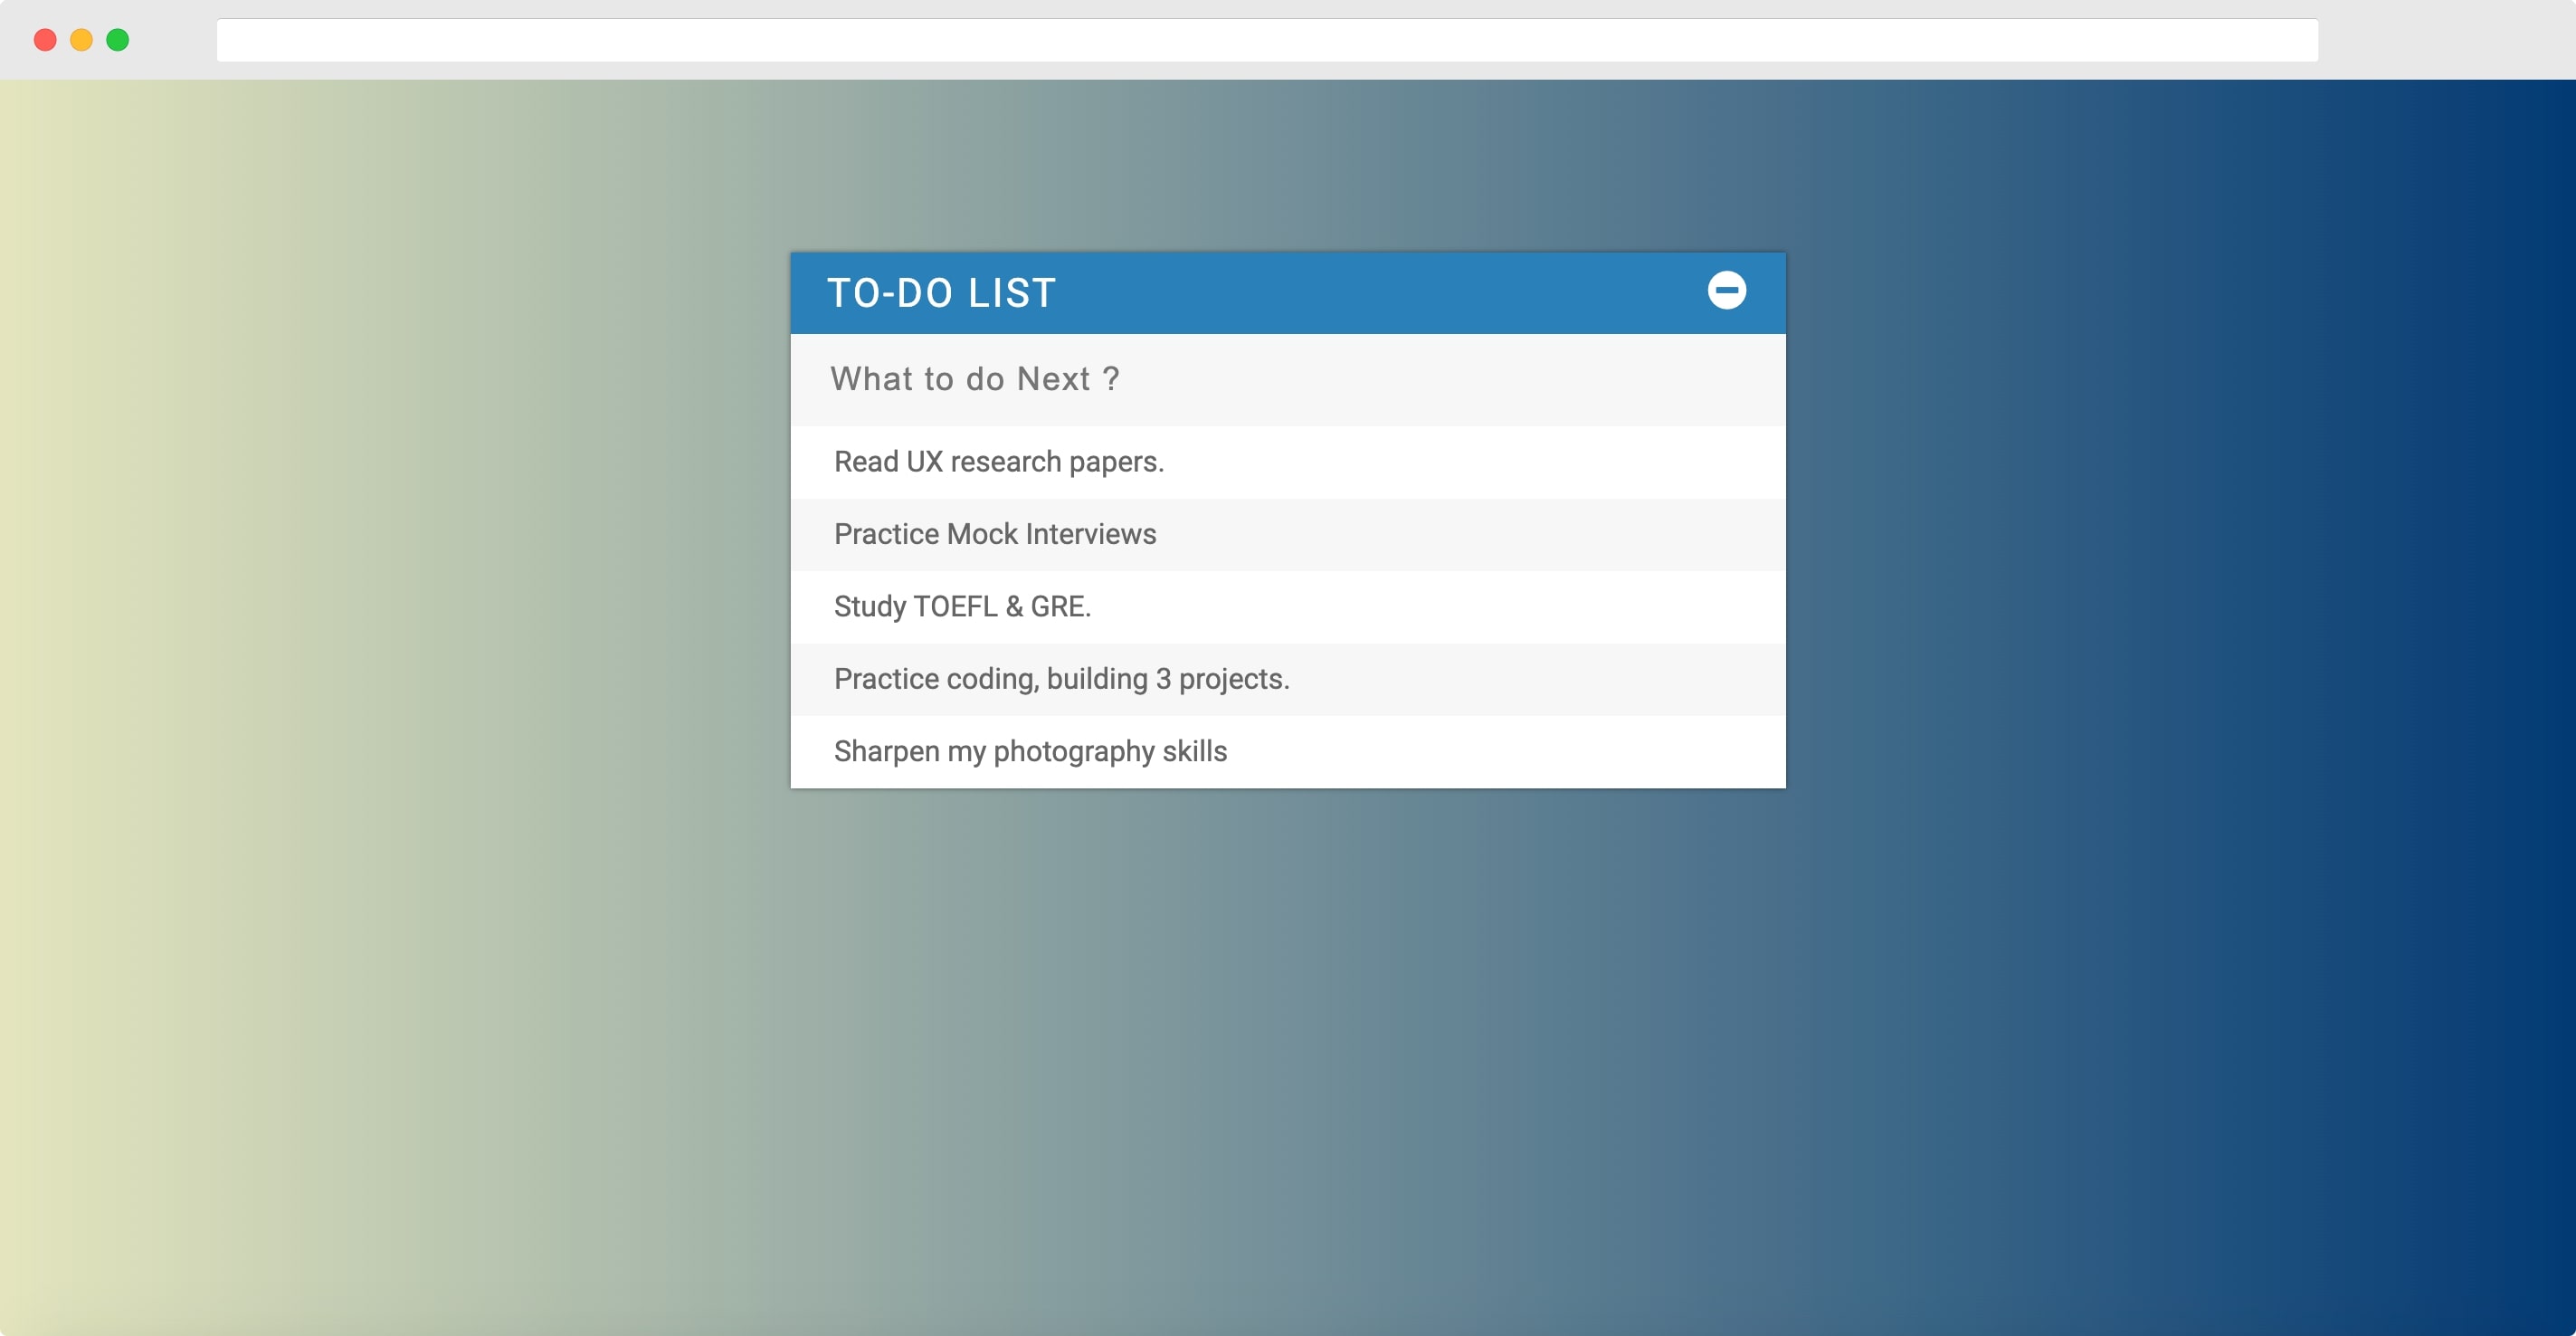 TO-DO LIST
What to do Next ?
Read UX research papers.
Practice Mock Interviews
Study TOEFL & GRE.
Practice coding, building 3 projects.
Sharpen my photography skills